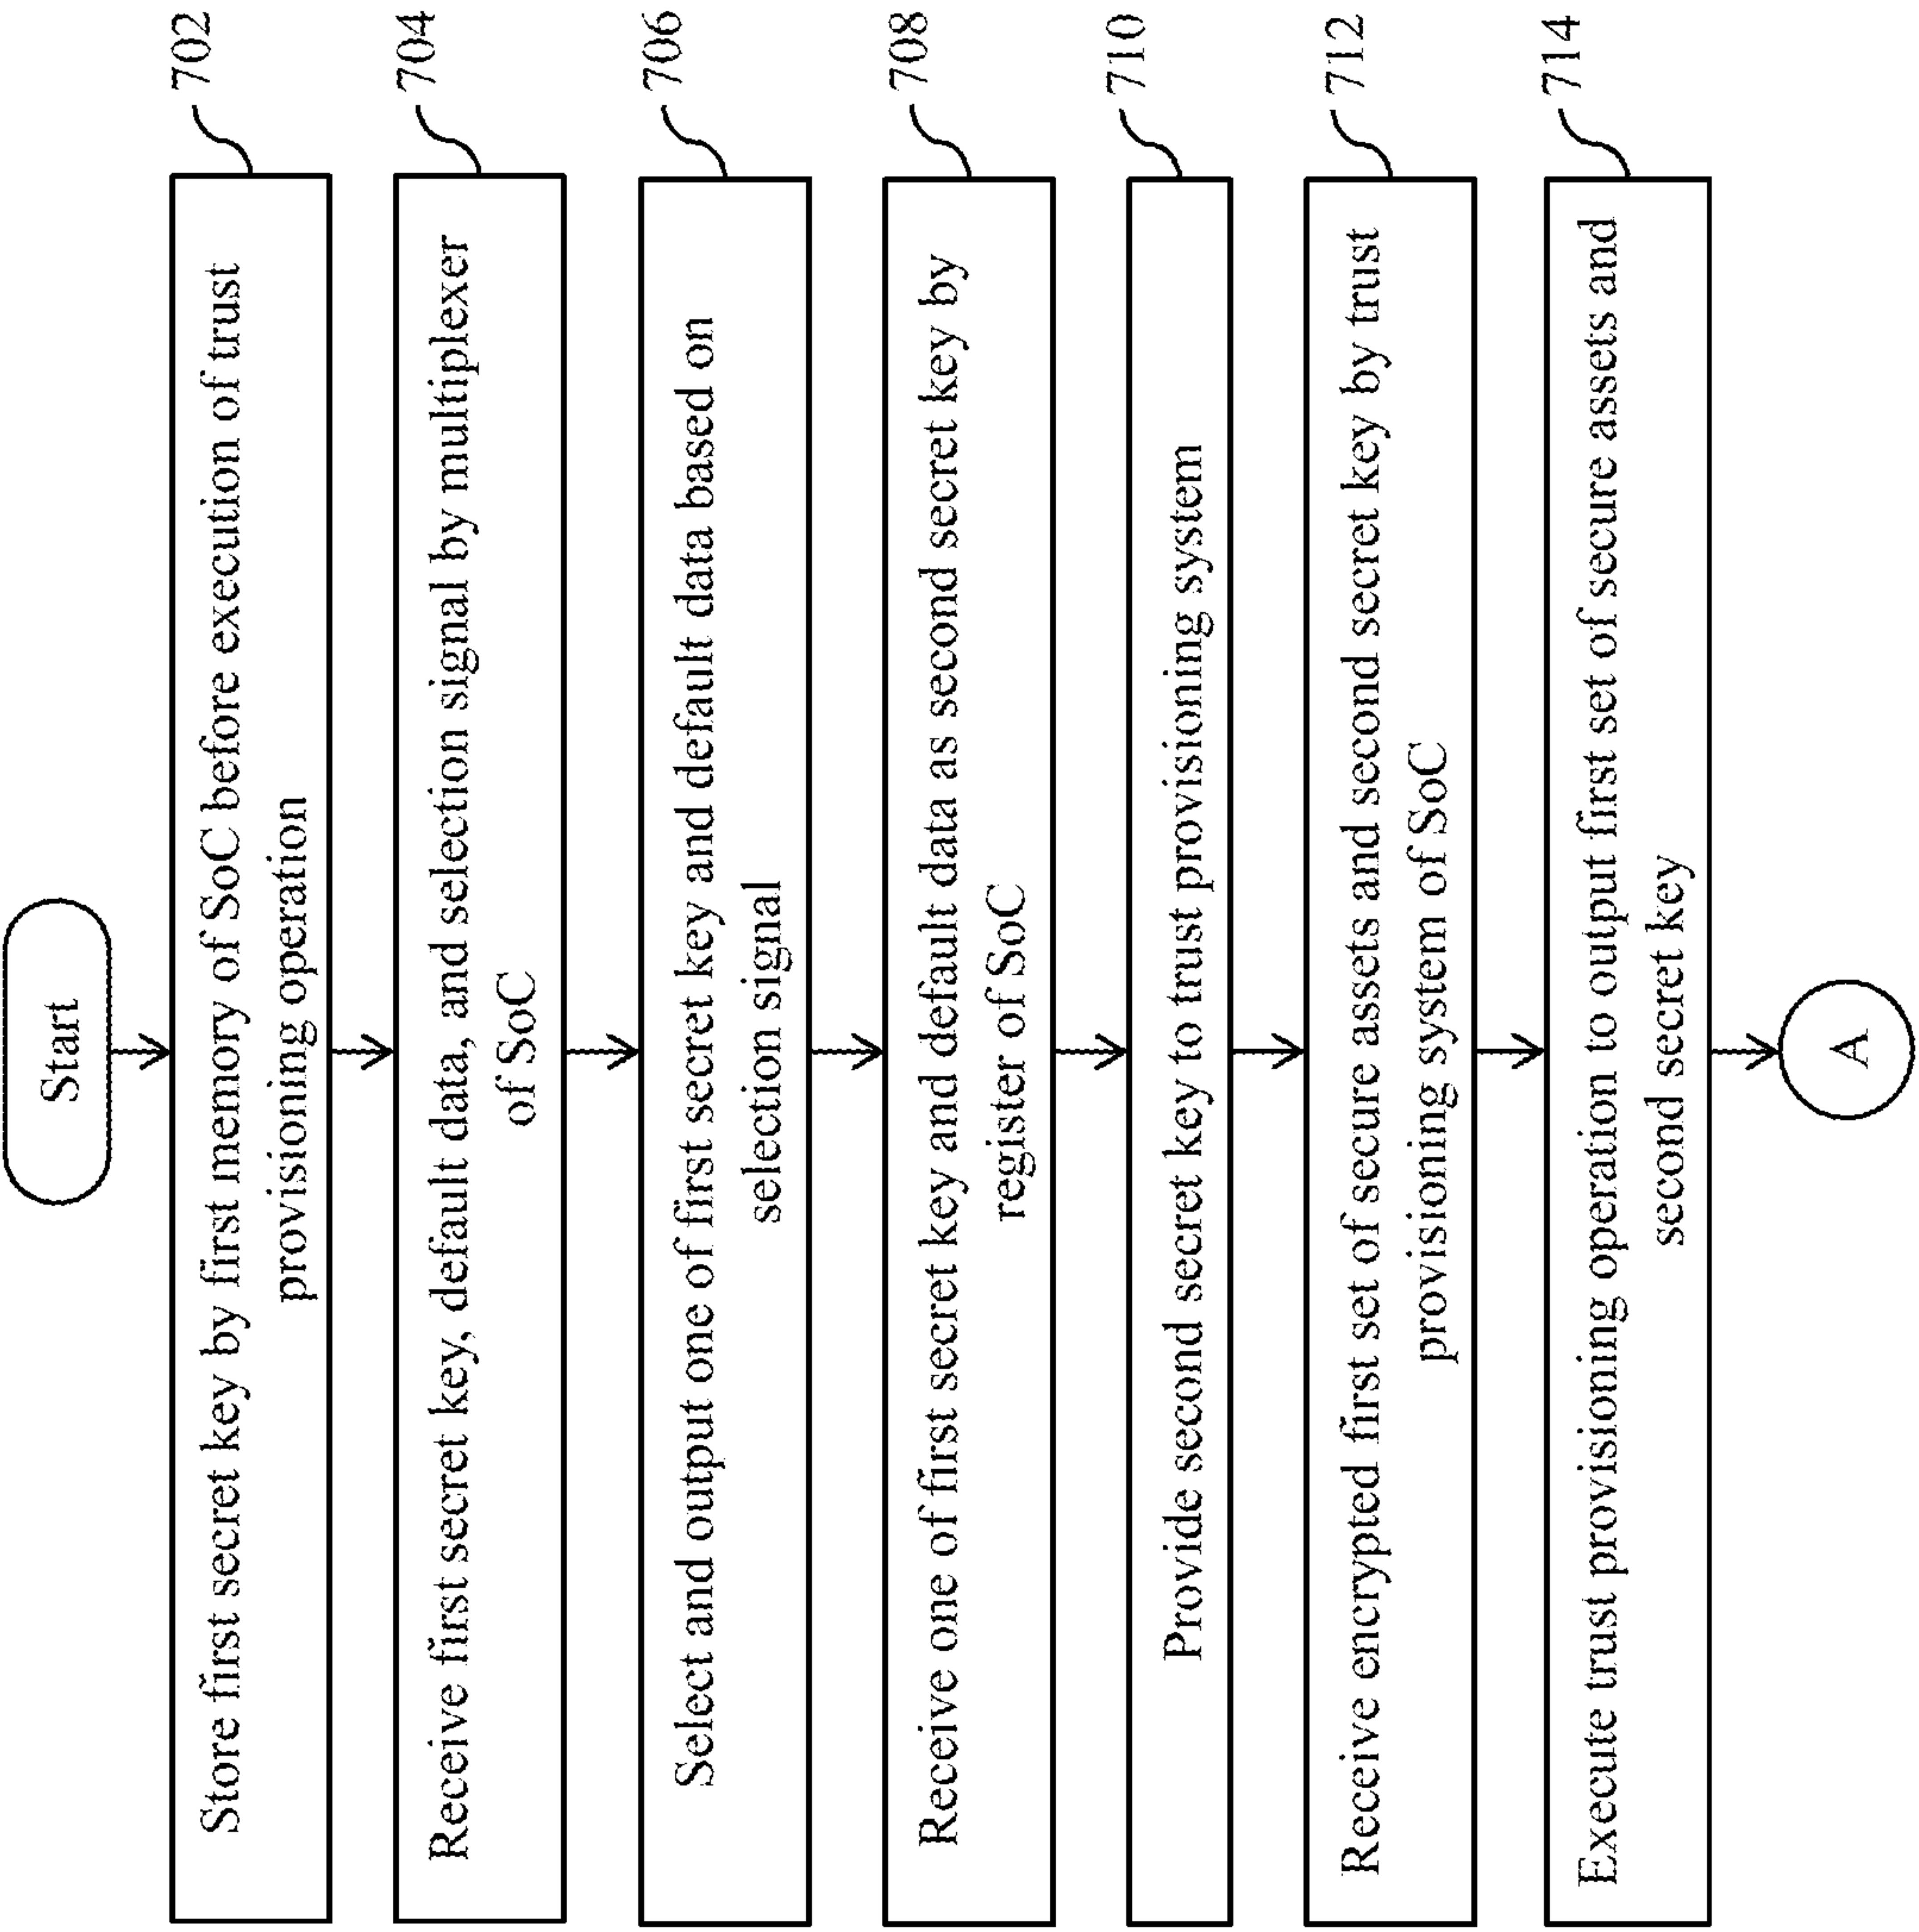 Start
702
Store first secret key by first memory of SoC before execution of trust
provisioning operation
704
Receive first secret key, default data, and selection signal by multiplexer
of SoC
706
Select and output one of first secret key and default data based on
selection signal
708
Receive one of first secret key and default data as second secret key by
register of SoC
710
Provide second secret key to trust provisioning system
712
Receive encrypted first set of secure assets and second secret key by trust
provisioning system of SoC
714
Execute trust provisioning operation to output first set of secure assets and
second secret key
A